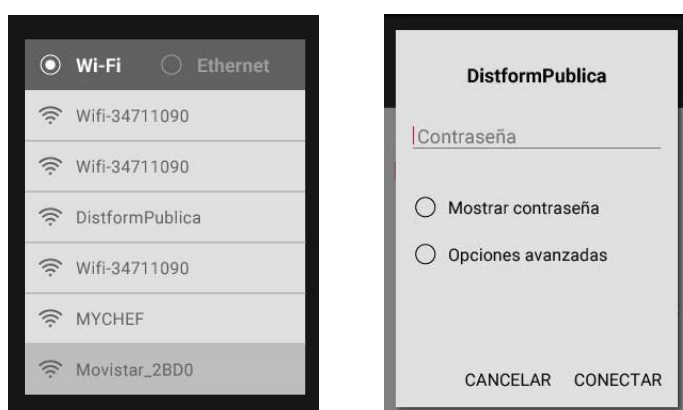 Wi-Fi Ethernet
Wifi-34711090
Wifi-34711090
DistformPublica
Wifi-34711090
MYCHEF
Movistar_2BD0
DistformPublica
Contraseña
Mostrar contraseña
Opciones avanzadas
CANCELAR CONECTAR